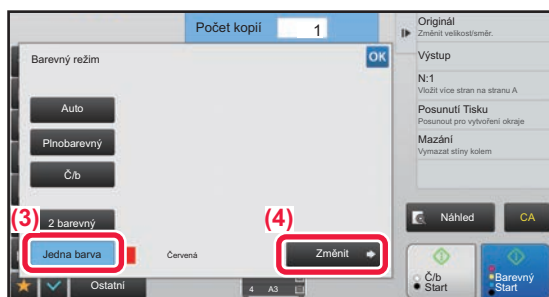 Počet kopií 1
Barevný režim
OK
Auto
Plnobarevný
Č/b
2 barevný
(3)
Jedna barva
Červená
(4)
Změnit
Ostatní
4 A3
Originál
Změnit velikost/směr.
Výstup
N:1
Vložit více stran na stranu A
Posunutí Tisku
Posunout pro vytvoření okraje
Mazání
Vymazat stíny kolem
Náhled
CA
Č/b
Start
Barevný
Start